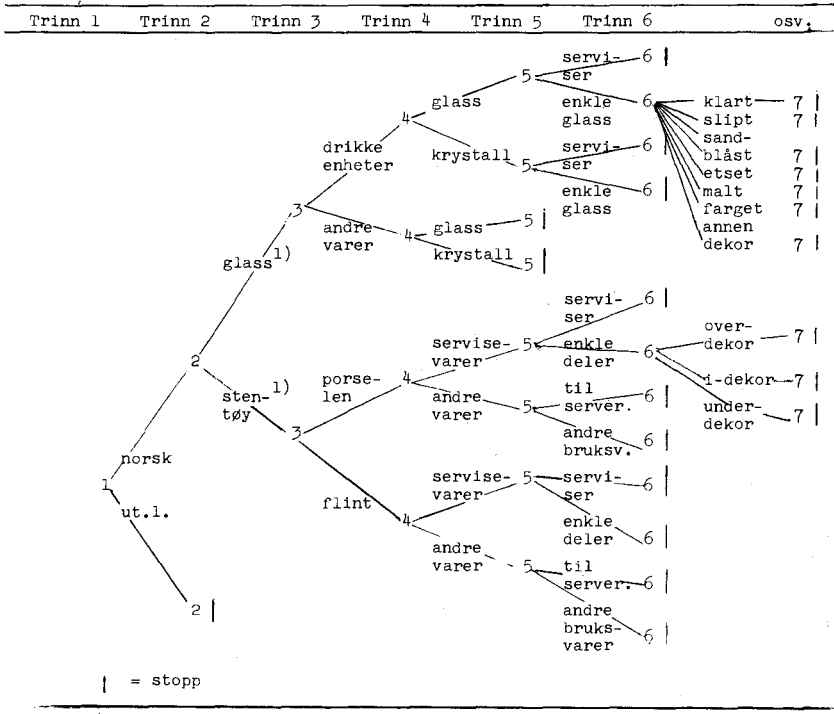 Trinn 1 Trinn 2 Trinn 3 Trinn 4 Trinn 5 Trinn 6 osv.
servi- 6 |
ser
5
glass enkle 6 klart 7 |
glass slipt 7 |
4 sand-
drikke krystall servi- 6 blåst 7 |
enheter 5 ser etset 7 |
enkle 6 | malt 7 |
3 glass farget 7 |
andre glass 5 | annen
varer 4 dekor 7 |
glass1) krystall 5 |
servi- 6 |
ser over-
servise- 5 enkle dekor 7 |
2 varer deler 6
porse- 4 i-dekor 7 |
sten-1) len andre til 6 |
tøy varer 5 server. under-
3 andre dekor 7 |
norsk bruksv. 6 |
1 servise- 5 servi- 6 |
ut.l. flint varer ser
4 enkle
andre deler 6 |
varer 5 til
2 | server. 6 |
andre
bruks- 6 |
varer
| = stopp